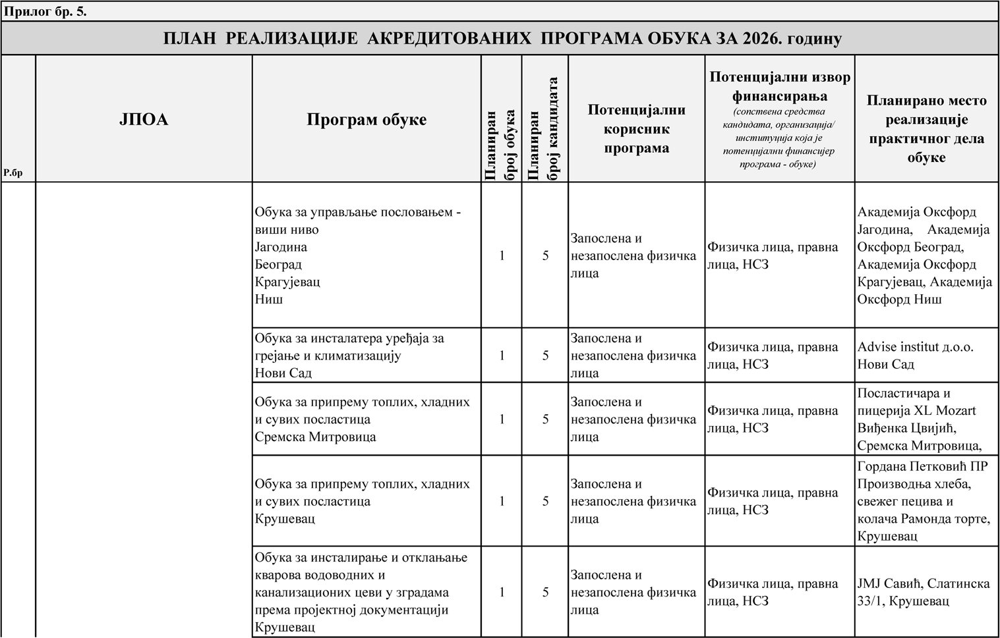 Прилог бр. 5.
ПЛАН РЕАЛИЗАЦИЈЕ АКРЕДИТОВАНИХ ПРОГРАМА ОБУКА ЗА 2026. годину
Р.бр
ЈПОА
Програм обуке
Планиран
број обука
Планиран
број кандидата
Потенцијални
корисник
програма
Потенцијални извор
финансирања
(сопствена средства
кандидата, организација/
институција која је
потенцијални финансијер
програма - обуке)
Планирано место
реализације
практичног дела
обуке
Обука за управљање пословањем -
виши ниво
Јагодина
Београд
Крагујевац
Ниш
1
5
Запослена и
незапослена физичка
лица
Физичка лица, правна
лица, НСЗ
Академија Оксфорд
Јагодина, Академија
Оксфорд Београд,
Академија Оксфорд
Крагујевац, Академија
Оксфорд Ниш
Обука за инсталатера уређаја за
грејање и климатизацију
Нови Сад
1
5
Запослена и
незапослена физичка
лица
Физичка лица, правна
лица, НСЗ
Advise institut д.о.о.
Нови Сад
Обука за припрему топлих, хладних
и сувих посластица
Сремска Митровица
1
5
Запослена и
незапослена физичка
лица
Физичка лица, правна
лица, НСЗ
Посластичара и
пицерија XL Mozart
Виђенка Цвијић,
Сремска Митровица,
Обука за припрему топлих, хладних
и сувих посластица
Крушевац
1
5
Запослена и
незапослена физичка
лица
Физичка лица, правна
лица, НСЗ
Гордана Петковић ПР
Производња хлеба,
свежег пецива и
колача Рамонда торте,
Крушевац
Обука за инсталирање и отклањање
кварова водоводних и
канализационих цеви у зградама
према пројектној документацији
Крушевац
1
5
Запослена и
незапослена физичка
лица
Физичка лица, правна
лица, НСЗ
ЈМЈ Савић, Слатинска
33/1, Крушевац